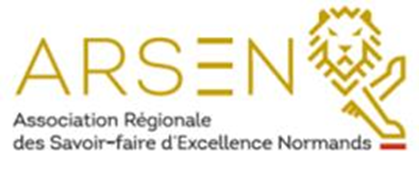 ARSEN
Association Régionale
des Savoir-faire d'Excellence Normands